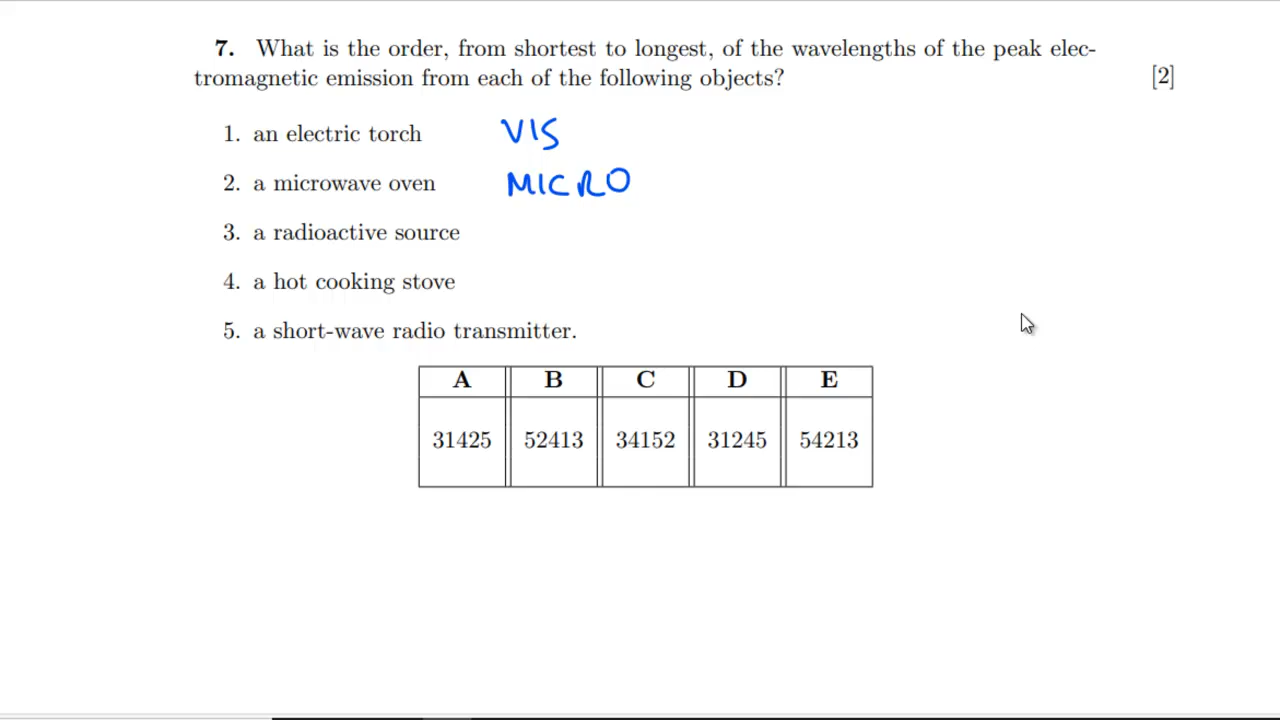 7. What is the order, from shortest to longest, of the wavelengths of the peak elec-
tromagnetic emission from each of the following objects? [2]
1. an electric torch VIS
2. a microwave oven MICRO
3. a radioactive source
4. a hot cooking stove
5. a short-wave radio transmitter.
A B C D E
31425 52413 34152 31245 54213